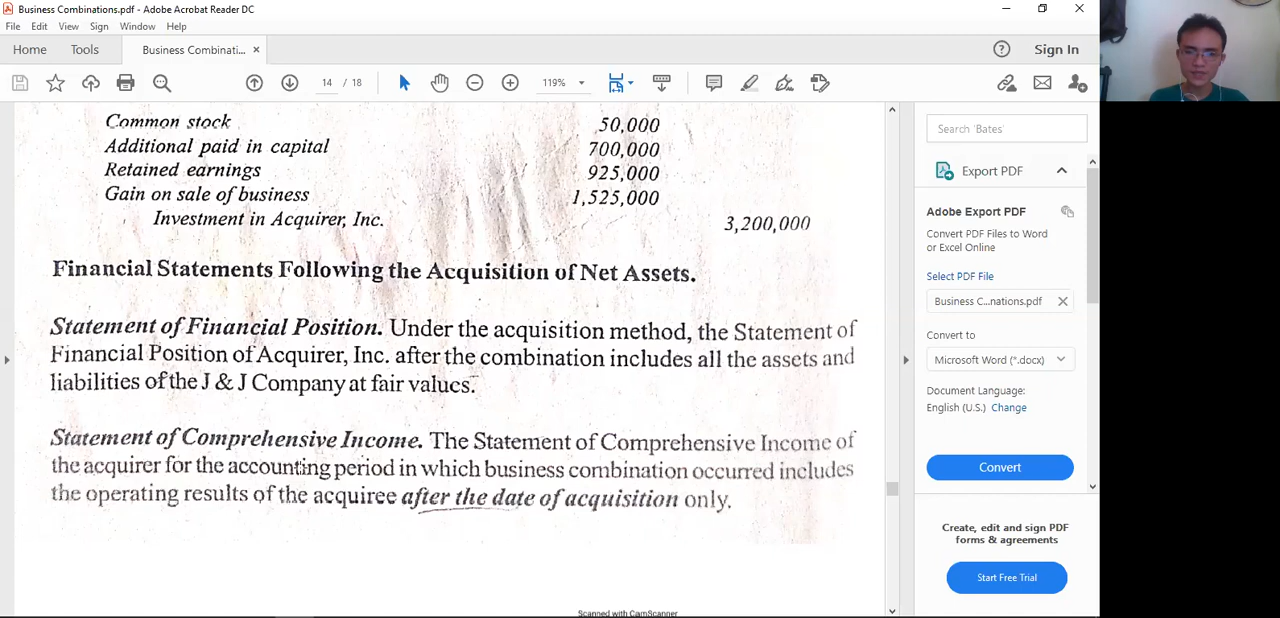 Business Combinations.pdf - Adobe Acrobat Reader DC
File Edit View Sign Window Help
Home Tools Business Combinati... Sign In
14 / 18 119%
Common stock 50,000
Additional paid in capital 700,000
Retained earnings 925,000
Gain on sale of business 1,525,000
Investment in Acquirer, Inc. 3,200,000
Financial Statements Following the Acquisition of Net Assets.
Statement of Financial Position. Under the acquisition method, the Statement of
Financial Position of Acquirer, Inc. after the combination includes all the assets and
liabilities of the J & J Company at fair values.
Statement of Comprehensive Income. The Statement of Comprehensive Income of
the acquirer for the accounting period in which business combination occurred includes
the operating results of the acquiree after the date of acquisition only.
Scanned with CamScanner
Search 'Bates'
Export PDF
Adobe Export PDF
Convert PDF Files to Word
or Excel Online
Select PDF File
Business C...nations.pdf
Convert to
Microsoft Word (*.docx)
Document Language:
English (U.S.) Change
Convert
Create, edit and sign PDF
forms & agreements
Start Free Trial